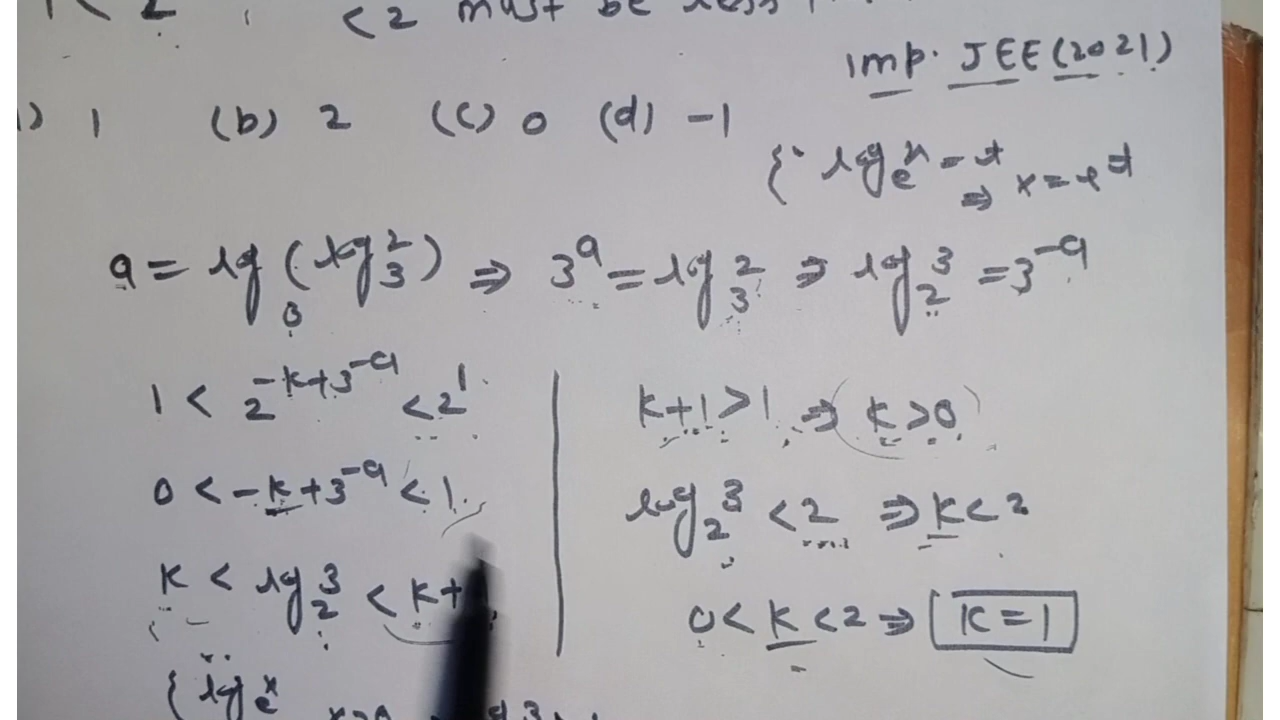 < 2 must be less
imp. JEE (2021)
) 1 (b) 2 (c) 0 (d) -1
{ log_e^x = t ⇒ x = e^t
a = log_3 (log_3^2) ⇒ 3^a = log_3^2 ⇒ log_2^3 = 3^-a
1 < 2^-k+3^-a < 2^1
0 < -k + 3^-a < 1
k < log_2^3 < k+
{ log_e^x
k+1 > 1 ⇒ k > 0
log_2^3 < 2 ⇒ k < 2
0 < k < 2 ⇒ k = 1